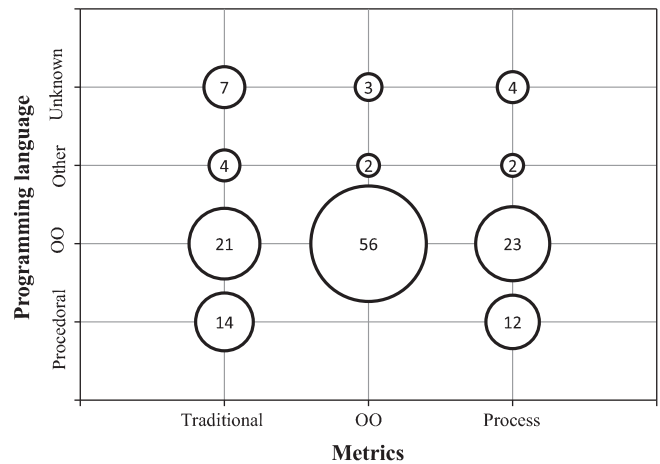 Programming language
Unknown
7 3 4
Other
4 2 2
OO
21 56 23
Procedoral
14 12
Traditional OO Process
Metrics